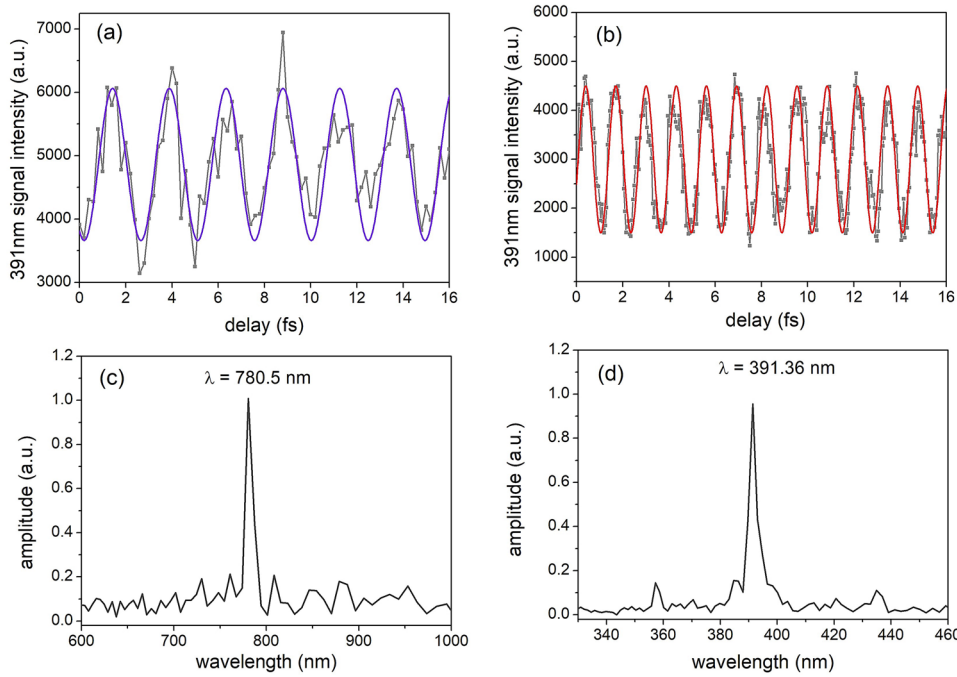 (a)
7000
6000
5000
4000
3000
391nm signal intensity (a.u.)
0 2 4 6 8 10 12 14 16
delay (fs)
(b)
6000
5000
4000
3000
2000
1000
391nm signal intensity (a.u.)
0 2 4 6 8 10 12 14 16
delay (fs)
(c)
λ = 780.5 nm
1.2
1.0
0.8
0.6
0.4
0.2
0.0
amplitude (a.u.)
600 700 800 900 1000
wavelength (nm)
(d)
λ = 391.36 nm
1.2
1.0
0.8
0.6
0.4
0.2
0.0
amplitude (a.u.)
340 360 380 400 420 440 460
wavelength (nm)